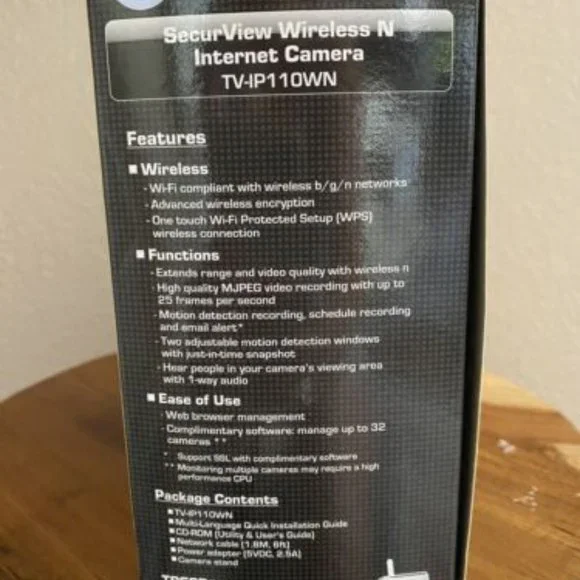 SecurView Wireless N
Internet Camera
TV-IP110WN
Features
■ Wireless
- Wi-Fi compliant with wireless b/g/n networks
- Advanced wireless encryption
- One touch Wi-Fi Protected Setup (WPS)
wireless connection
■ Functions
- Extends range and video quality with wireless n
- High quality MJPEG video recording with up to
25 frames per second
- Motion detection recording, schedule recording
and email alert*
- Two adjustable motion detection windows
with just-in-time snapshot
- Hear people in your camera's viewing area
with 1-way audio
■ Ease of Use
- Web browser management
- Complimentary software: manage up to 32
cameras **
* Support SSL with complimentary software
** Monitoring multiple cameras may require a high
performance CPU
Package Contents
■ TV-IP110WN
■ Multi-Language Quick Installation Guide
■ CD-ROM (Utility & User's Guide)
■ Network cable (1.8M, 6ft)
■ Power adapter (5VDC, 2.5A)
■ Camera stand